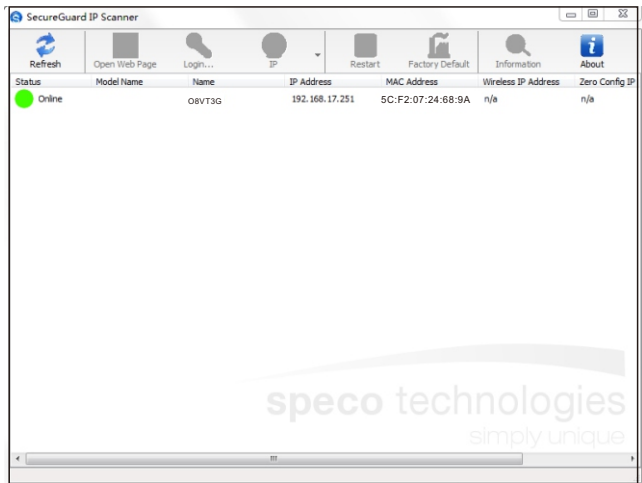 SecureGuard IP Scanner
Refresh Open Web Page Login... IP Restart Factory Default Information About
Status Model Name Name IP Address MAC Address Wireless IP Address Zero Config IP
Online O8VT3G 192.168.17.251 5C:F2:07:24:68:9A n/a n/a
speco technologies
simply unique